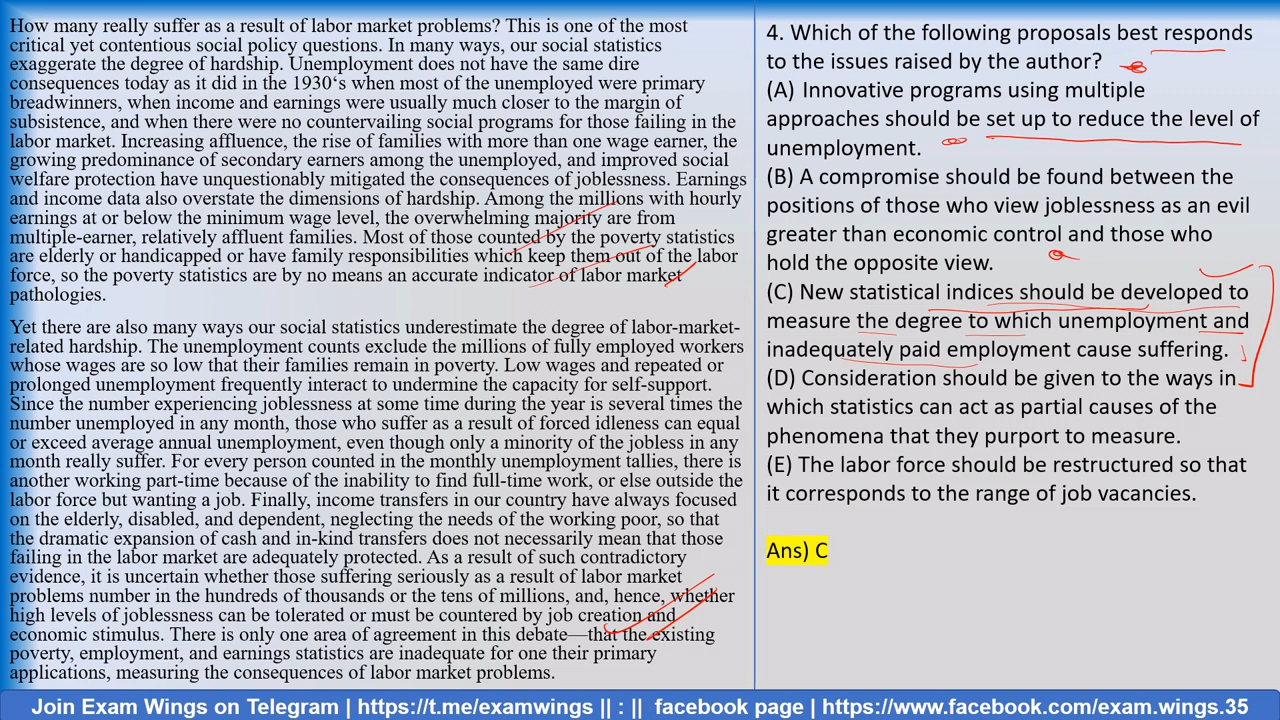 How many really suffer as a result of labor market problems? This is one of the most
critical yet contentious social policy questions. In many ways, our social statistics
exaggerate the degree of hardship. Unemployment does not have the same dire
consequences today as it did in the 1930‘s when most of the unemployed were primary
breadwinners, when income and earnings were usually much closer to the margin of
subsistence, and when there were no countervailing social programs for those failing in the
labor market. Increasing affluence, the rise of families with more than one wage earner, the
growing predominance of secondary earners among the unemployed, and improved social
welfare protection have unquestionably mitigated the consequences of joblessness. Earnings
and income data also overstate the dimensions of hardship. Among the millions with hourly
earnings at or below the minimum wage level, the overwhelming majority are from
multiple-earner, relatively affluent families. Most of those counted by the poverty statistics
are elderly or handicapped or have family responsibilities which keep them out of the labor
force, so the poverty statistics are by no means an accurate indicator of labor market
pathologies.
Yet there are also many ways our social statistics underestimate the degree of labor-market-
related hardship. The unemployment counts exclude the millions of fully employed workers
whose wages are so low that their families remain in poverty. Low wages and repeated or
prolonged unemployment frequently interact to undermine the capacity for self-support.
Since the number experiencing joblessness at some time during the year is several times the
number unemployed in any month, those who suffer as a result of forced idleness can equal
or exceed average annual unemployment, even though only a minority of the jobless in any
month really suffer. For every person counted in the monthly unemployment tallies, there is
another working part-time because of the inability to find full-time work, or else outside the
labor force but wanting a job. Finally, income transfers in our country have always focused
on the elderly, disabled, and dependent, neglecting the needs of the working poor, so that
the dramatic expansion of cash and in-kind transfers does not necessarily mean that those
failing in the labor market are adequately protected. As a result of such contradictory
evidence, it is uncertain whether those suffering seriously as a result of labor market
problems number in the hundreds of thousands or the tens of millions, and, hence, whether
high levels of joblessness can be tolerated or must be countered by job creation and
economic stimulus. There is only one area of agreement in this debate—that the existing
poverty, employment, and earnings statistics are inadequate for one their primary
applications, measuring the consequences of labor market problems.
4. Which of the following proposals best responds
to the issues raised by the author?
(A) Innovative programs using multiple
approaches should be set up to reduce the level of
unemployment.
(B) A compromise should be found between the
positions of those who view joblessness as an evil
greater than economic control and those who
hold the opposite view.
(C) New statistical indices should be developed to
measure the degree to which unemployment and
inadequately paid employment cause suffering.
(D) Consideration should be given to the ways in
which statistics can act as partial causes of the
phenomena that they purport to measure.
(E) The labor force should be restructured so that
it corresponds to the range of job vacancies.
Ans) C
Join Exam Wings on Telegram | https://t.me/examwings || : || facebook page | https://www.facebook.com/exam.wings.35